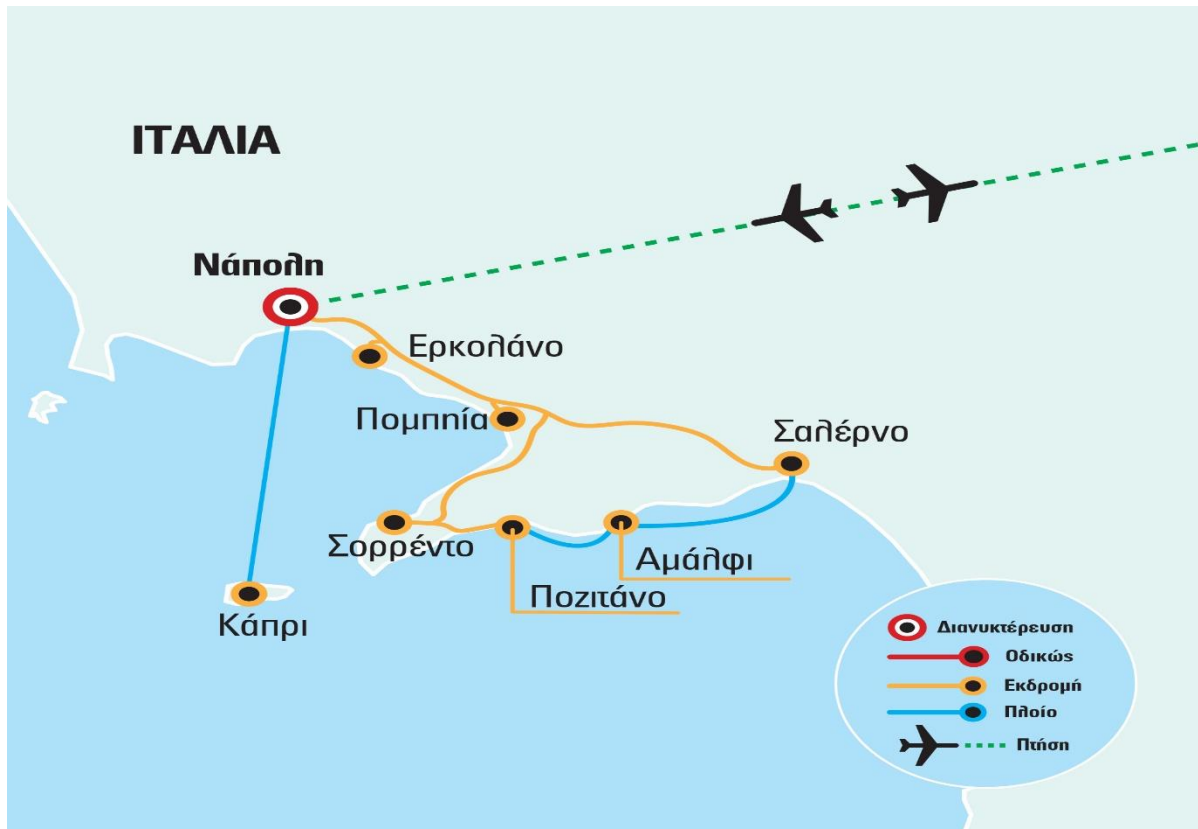 ΙΤΑΛΙΑ
Νάπολη
Ερκολάνο
Πομπηία
Σαλέρνο
Σορρέντο
Αμάλφι
Ποζιτάνο
Κάπρι
Διανυκτέρευση
Οδικώς
Εκδρομή
Πλοίο
Πτήση